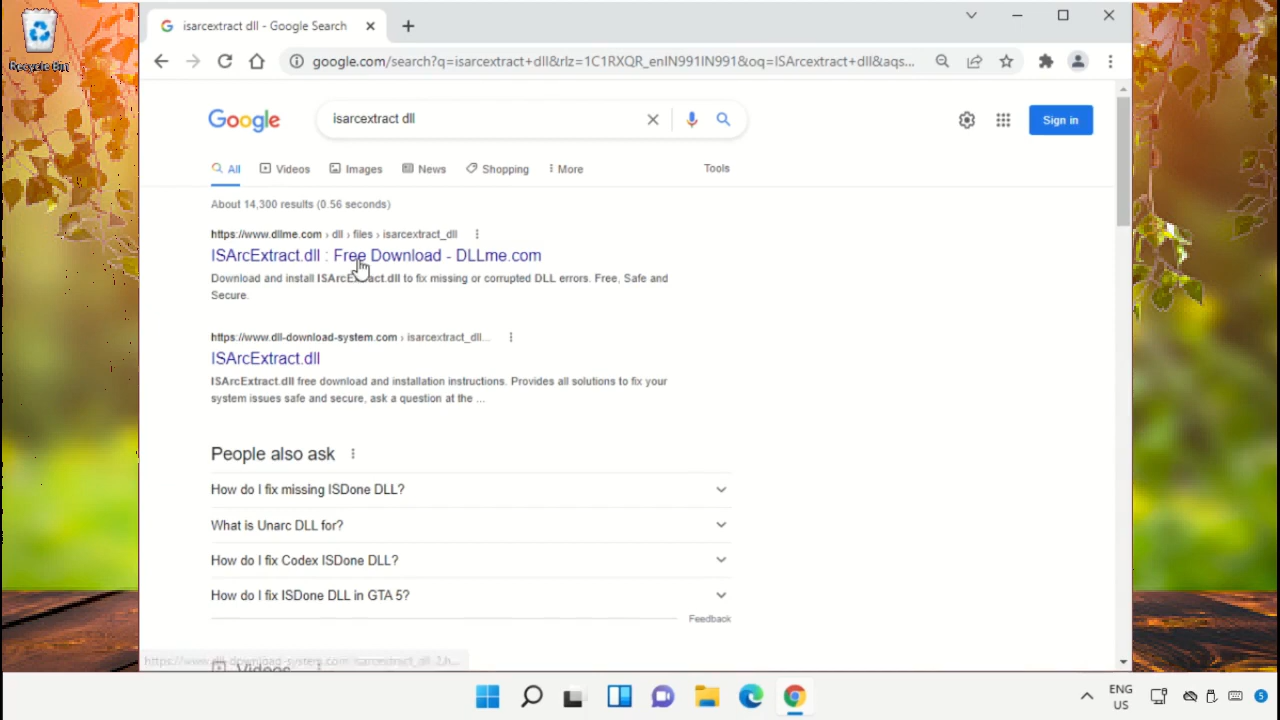 isarcextract dll - Google Search
google.com/search?q=isarcextract+dll&rlz=1C1RXQR_enIN991IN991&oq=ISArcextract+dll&aqs...
Recycle Bin
Google
isarcextract dll
Sign in
All
Videos
Images
News
Shopping
More
Tools
About 14,300 results (0.56 seconds)
https://www.dllme.com › dll › files › isarcextract_dll
ISArcExtract.dll : Free Download - DLLme.com
Download and install ISArcExtract.dll to fix missing or corrupted DLL errors. Free, Safe and
Secure.
https://www.dll-download-system.com › isarcextract_dll...
ISArcExtract.dll
ISArcExtract.dll free download and installation instructions. Provides all solutions to fix your
system issues safe and secure, ask a question at the ...
People also ask
How do I fix missing ISDone DLL?
What is Unarc DLL for?
How do I fix Codex ISDone DLL?
How do I fix ISDone DLL in GTA 5?
Feedback
Videos
ENG
US
5